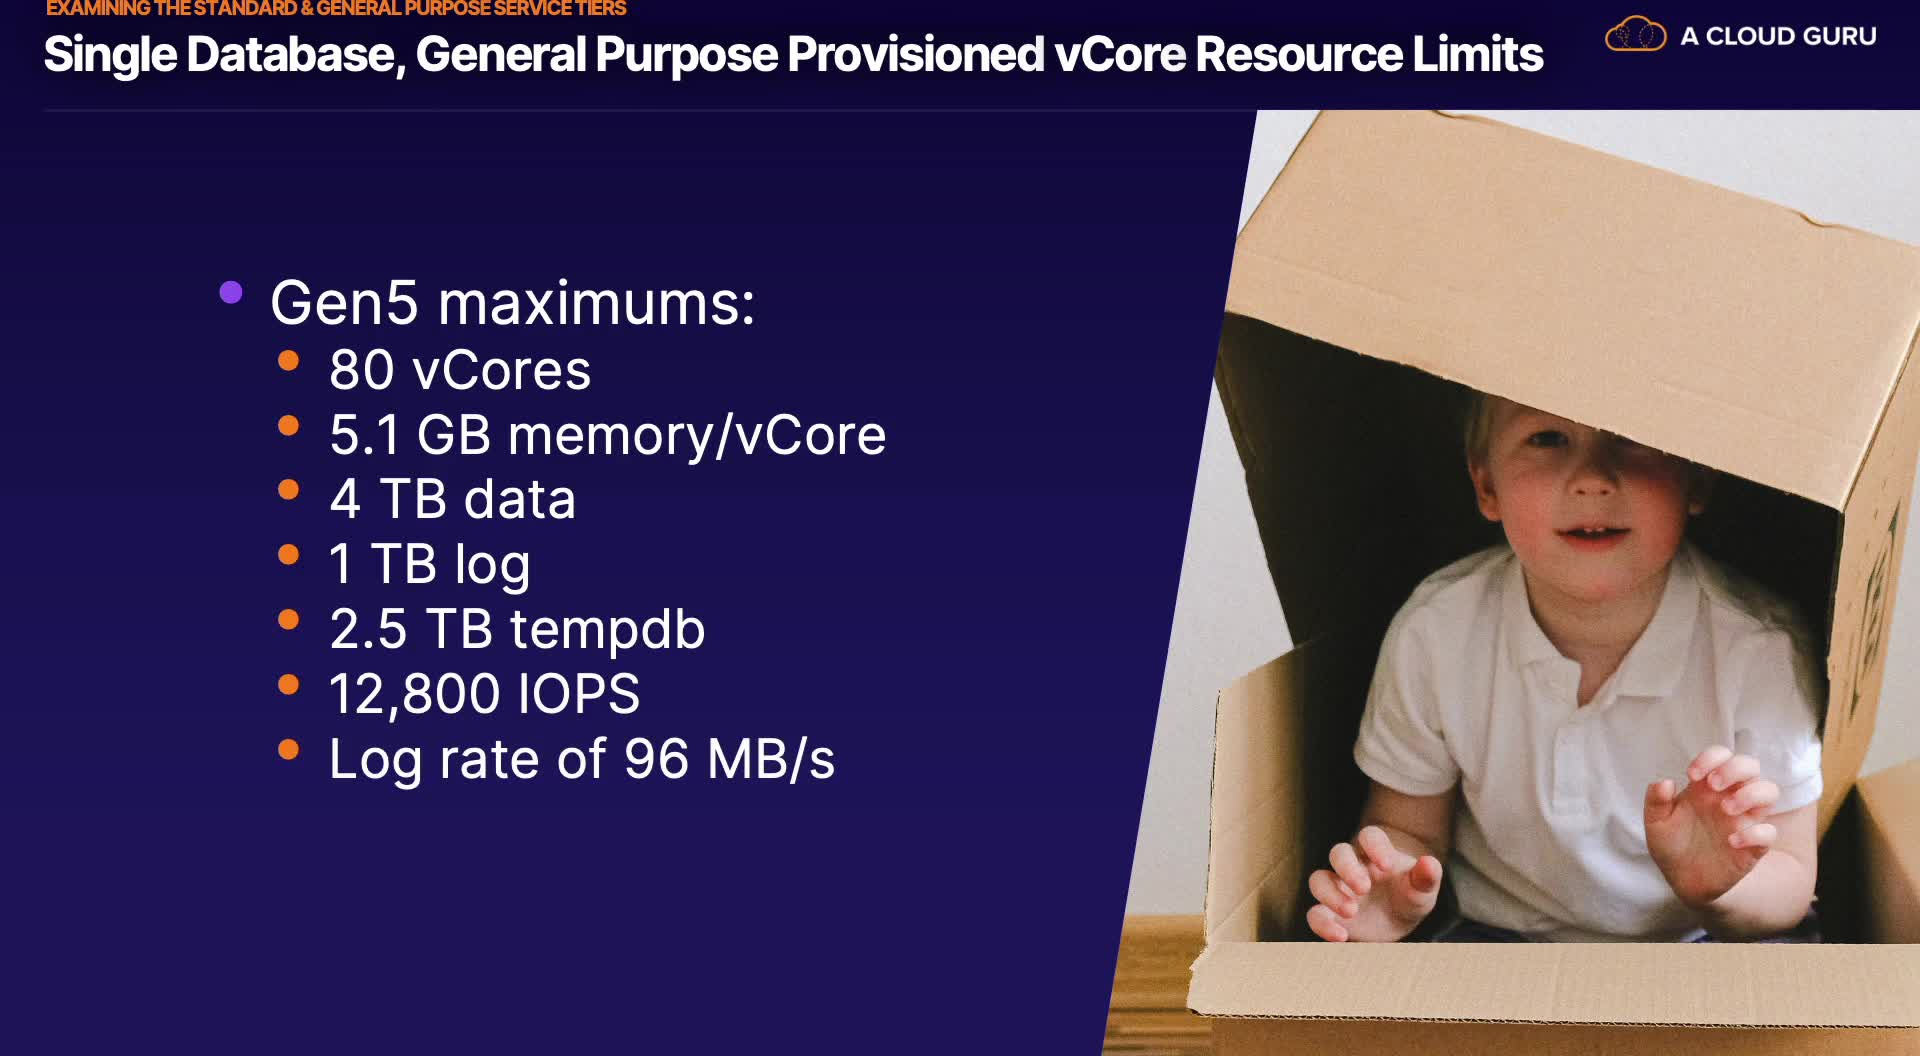 EXAMINING THE STANDARD & GENERAL PURPOSE SERVICE TIERS
Single Database, General Purpose Provisioned vCore Resource Limits
A CLOUD GURU
Gen5 maximums:
80 vCores
5.1 GB memory/vCore
4 TB data
1 TB log
2.5 TB tempdb
12,800 IOPS
Log rate of 96 MB/s